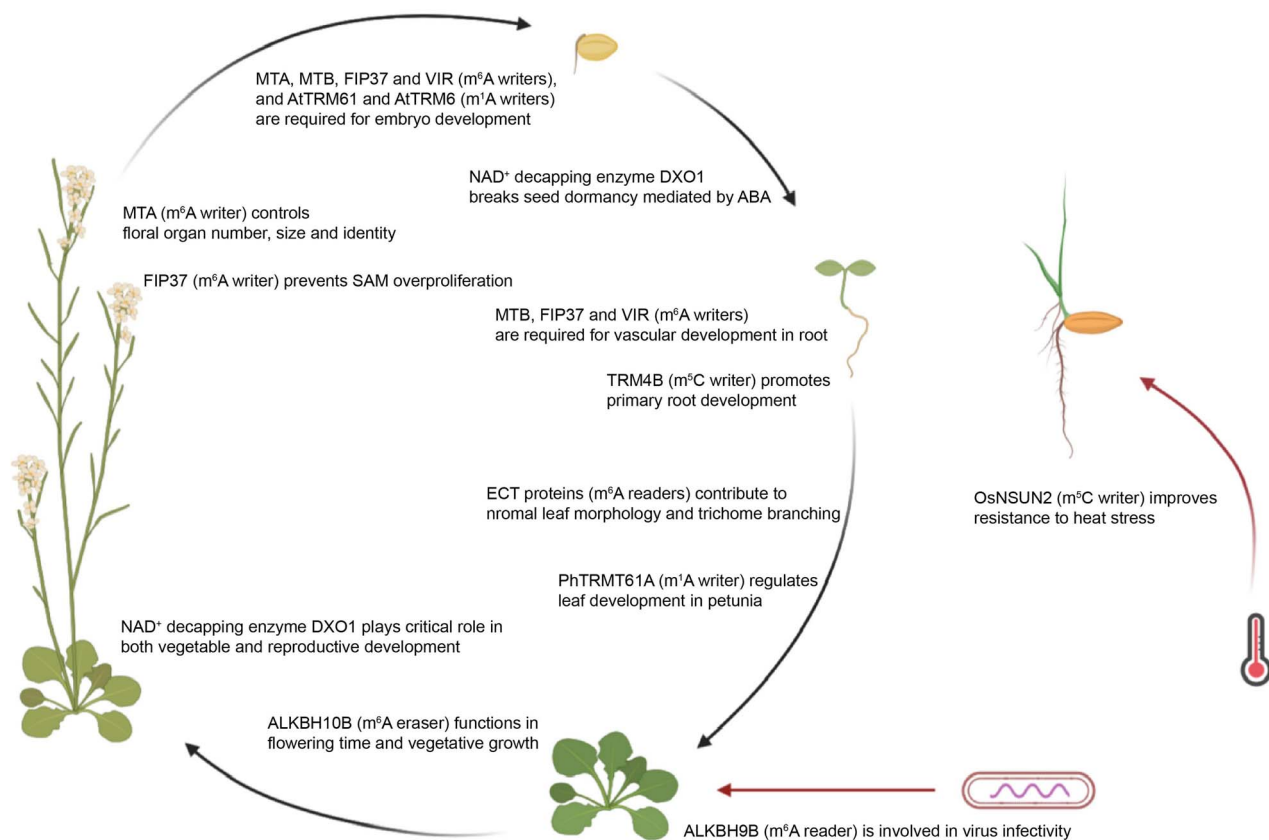 MTA, MTB, FIP37 and VIR (m⁶A writers),
and AtTRM61 and AtTRM6 (m¹A writers)
are required for embryo development
NAD⁺ decapping enzyme DXO1
breaks seed dormancy mediated by ABA
MTA (m⁶A writer) controls
floral organ number, size and identity
FIP37 (m⁶A writer) prevents SAM overproliferation
MTB, FIP37 and VIR (m⁶A writers)
are required for vascular development in root
TRM4B (m⁵C writer) promotes
primary root development
ECT proteins (m⁶A readers) contribute to
nromal leaf morphology and trichome branching
OsNSUN2 (m⁵C writer) improves
resistance to heat stress
PhTRMT61A (m¹A writer) regulates
leaf development in petunia
NAD⁺ decapping enzyme DXO1 plays critical role in
both vegetable and reproductive development
ALKBH10B (m⁶A eraser) functions in
flowering time and vegetative growth
ALKBH9B (m⁶A reader) is involved in virus infectivity